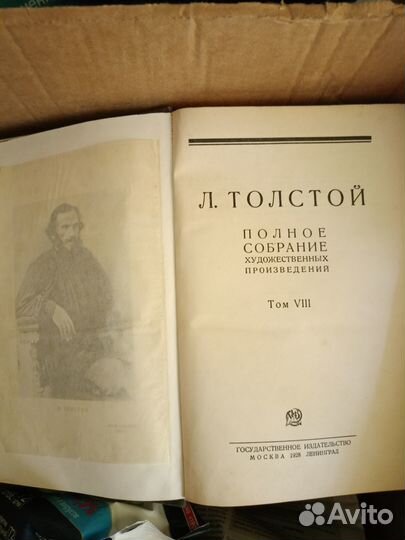 Л. ТОЛСТОЙ
ПОЛНОЕ
СОБРАНИЕ
ХУДОЖЕСТВЕННЫХ
ПРОИЗВЕДЕНИЙ
Том VIII
ГОСУДАРСТВЕННОЕ ИЗДАТЕЛЬСТВО
МОСКВА 1928 ЛЕНИНГРАД
Avito